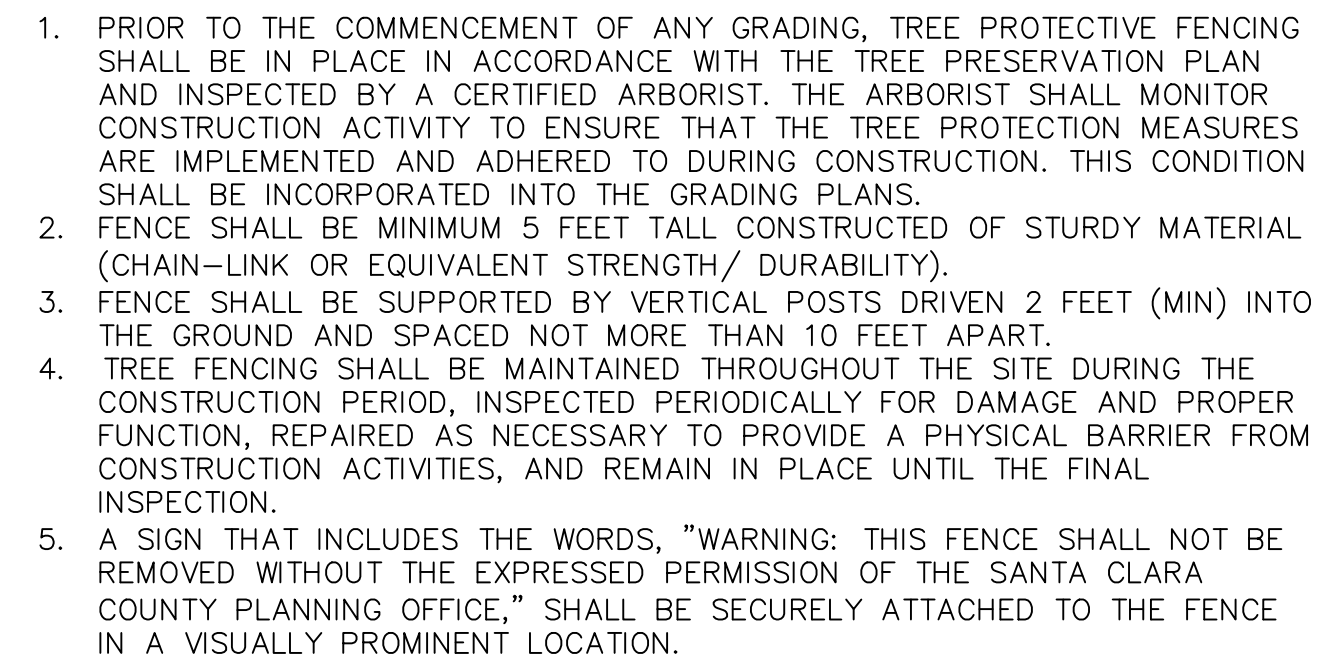 1. PRIOR TO THE COMMENCEMENT OF ANY GRADING, TREE PROTECTIVE FENCING
SHALL BE IN PLACE IN ACCORDANCE WITH THE TREE PRESERVATION PLAN
AND INSPECTED BY A CERTIFIED ARBORIST. THE ARBORIST SHALL MONITOR
CONSTRUCTION ACTIVITY TO ENSURE THAT THE TREE PROTECTION MEASURES
ARE IMPLEMENTED AND ADHERED TO DURING CONSTRUCTION. THIS CONDITION
SHALL BE INCORPORATED INTO THE GRADING PLANS.
2. FENCE SHALL BE MINIMUM 5 FEET TALL CONSTRUCTED OF STURDY MATERIAL
(CHAIN-LINK OR EQUIVALENT STRENGTH/ DURABILITY).
3. FENCE SHALL BE SUPPORTED BY VERTICAL POSTS DRIVEN 2 FEET (MIN) INTO
THE GROUND AND SPACED NOT MORE THAN 10 FEET APART.
4. TREE FENCING SHALL BE MAINTAINED THROUGHOUT THE SITE DURING THE
CONSTRUCTION PERIOD, INSPECTED PERIODICALLY FOR DAMAGE AND PROPER
FUNCTION, REPAIRED AS NECESSARY TO PROVIDE A PHYSICAL BARRIER FROM
CONSTRUCTION ACTIVITIES, AND REMAIN IN PLACE UNTIL THE FINAL
INSPECTION.
5. A SIGN THAT INCLUDES THE WORDS, "WARNING: THIS FENCE SHALL NOT BE
REMOVED WITHOUT THE EXPRESSED PERMISSION OF THE SANTA CLARA
COUNTY PLANNING OFFICE," SHALL BE SECURELY ATTACHED TO THE FENCE
IN A VISUALLY PROMINENT LOCATION.